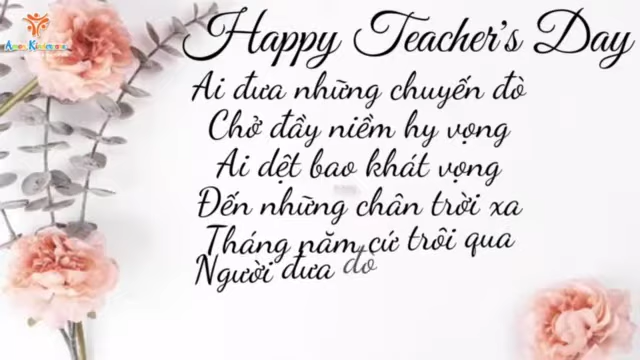 Happy Teacher's Day
Ai đưa những chuyến đò
Chở đầy niềm hy vọng
Ai dệt bao khát vọng
Đến những chân trời xa
Tháng năm cứ trôi qua
Người đưa đò